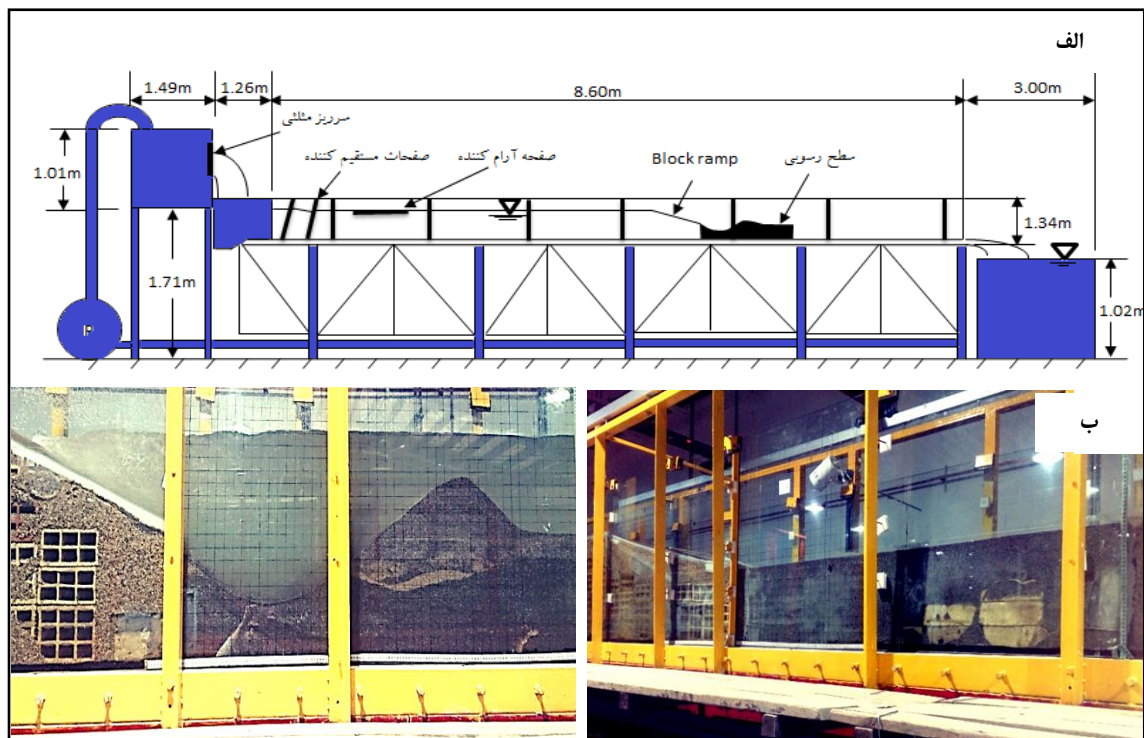 الف
1.49m
1.26m
8.60m
3.00m
سرریز مثلثی
صفحات مستقیم کننده
صفحه آرام کننده
Block ramp
سطح رسوبی
1.01m
1.34m
1.71m
1.02m
P
ب